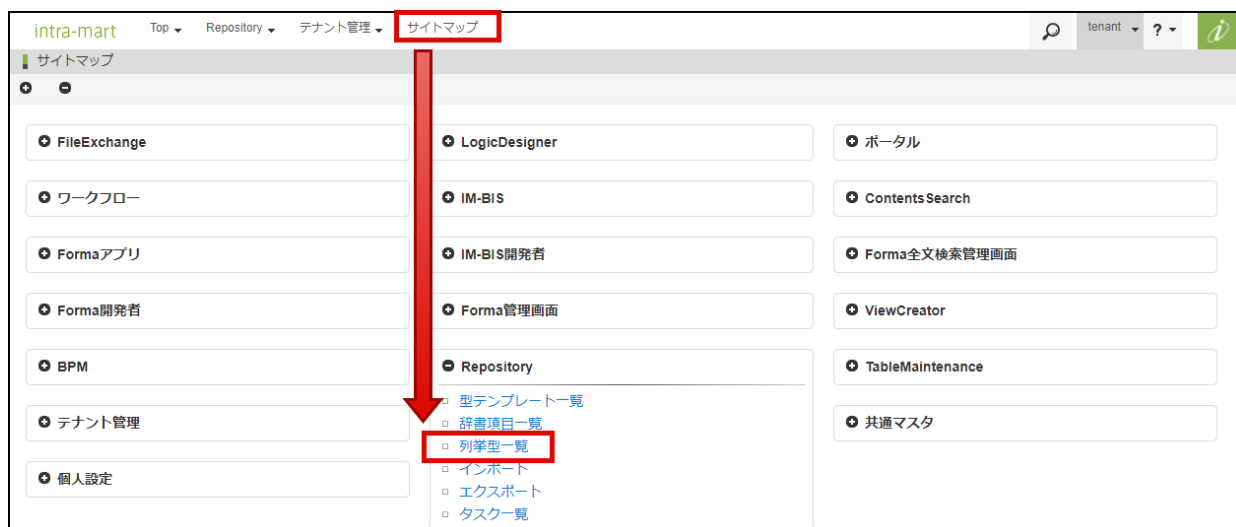 intra-mart Top Repository テナント管理 サイトマップ tenant ?
サイトマップ
FileExchange LogicDesigner ポータル
ワークフロー IM-BIS ContentsSearch
Formaアプリ IM-BIS開発者 Forma全文検索管理画面
Forma開発者 Forma管理画面 ViewCreator
BPM Repository TableMaintenance
型テンプレート一覧
テナント管理 辞書項目一覧 共通マスタ
列挙型一覧
個人設定 インポート
エクスポート
タスク一覧